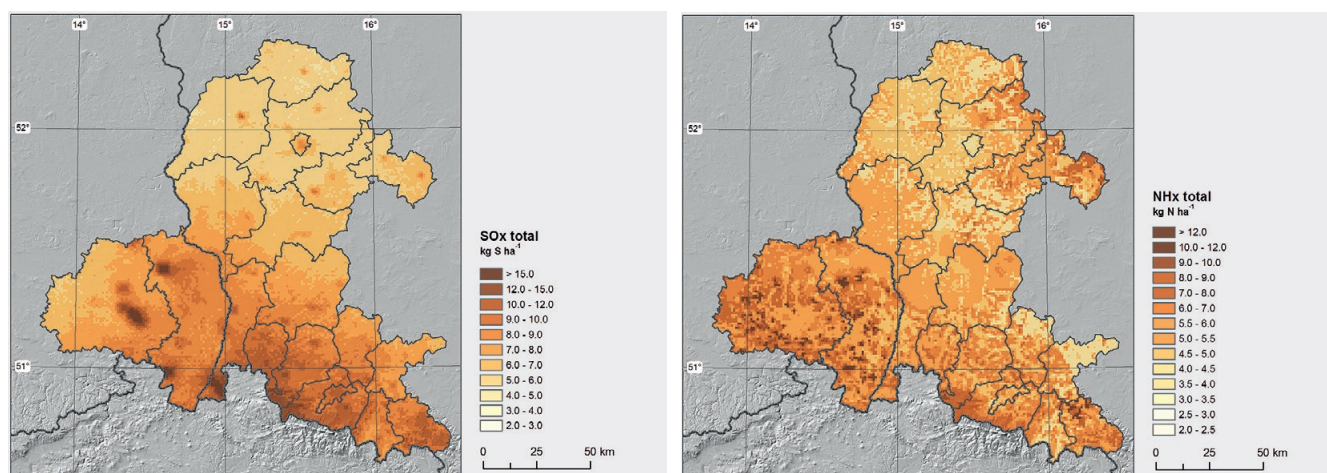 14°
15°
16°
52°
51°
SOx total
kg S ha⁻¹
> 15.0
12.0 - 15.0
10.0 - 12.0
9.0 - 10.0
8.0 - 9.0
7.0 - 8.0
6.0 - 7.0
5.0 - 6.0
4.0 - 5.0
3.0 - 4.0
2.0 - 3.0
0 25 50 km
14°
15°
16°
52°
51°
NHx total
kg N ha⁻¹
> 12.0
10.0 - 12.0
9.0 - 10.0
8.0 - 9.0
7.0 - 8.0
6.0 - 7.0
5.5 - 6.0
5.0 - 5.5
4.5 - 5.0
4.0 - 4.5
3.5 - 4.0
3.0 - 3.5
2.5 - 3.0
2.0 - 2.5
0 25 50 km